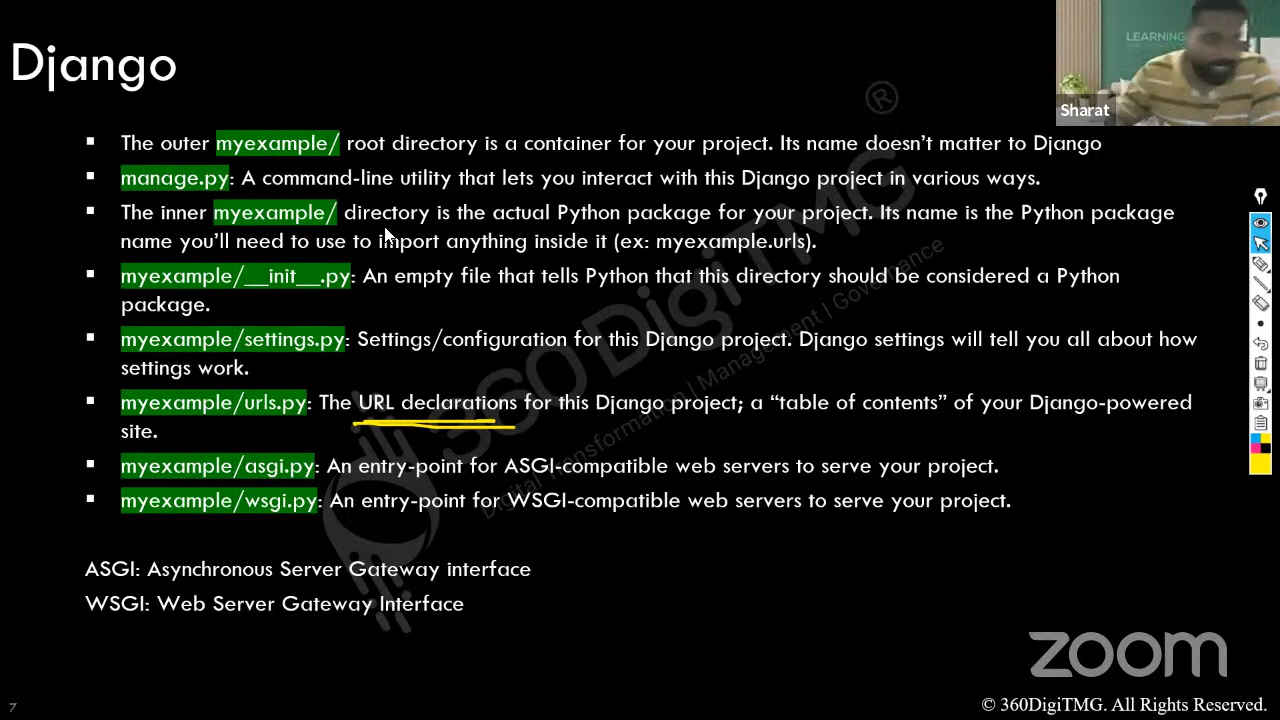 Django
LEARNING
Sharat
The outer myexample/ root directory is a container for your project. Its name doesn’t matter to Django
manage.py: A command-line utility that lets you interact with this Django project in various ways.
The inner myexample/ directory is the actual Python package for your project. Its name is the Python package
name you’ll need to use to import anything inside it (ex: myexample.urls).
myexample/__init__.py: An empty file that tells Python that this directory should be considered a Python
package.
myexample/settings.py: Settings/configuration for this Django project. Django settings will tell you all about how
settings work.
myexample/urls.py: The URL declarations for this Django project; a “table of contents” of your Django-powered
site.
myexample/asgi.py: An entry-point for ASGI-compatible web servers to serve your project.
myexample/wsgi.py: An entry-point for WSGI-compatible web servers to serve your project.
ASGI: Asynchronous Server Gateway interface
WSGI: Web Server Gateway Interface
360DigiTMG®
Digital Transformation | Management | Governance
zoom
7
© 360DigiTMG. All Rights Reserved.